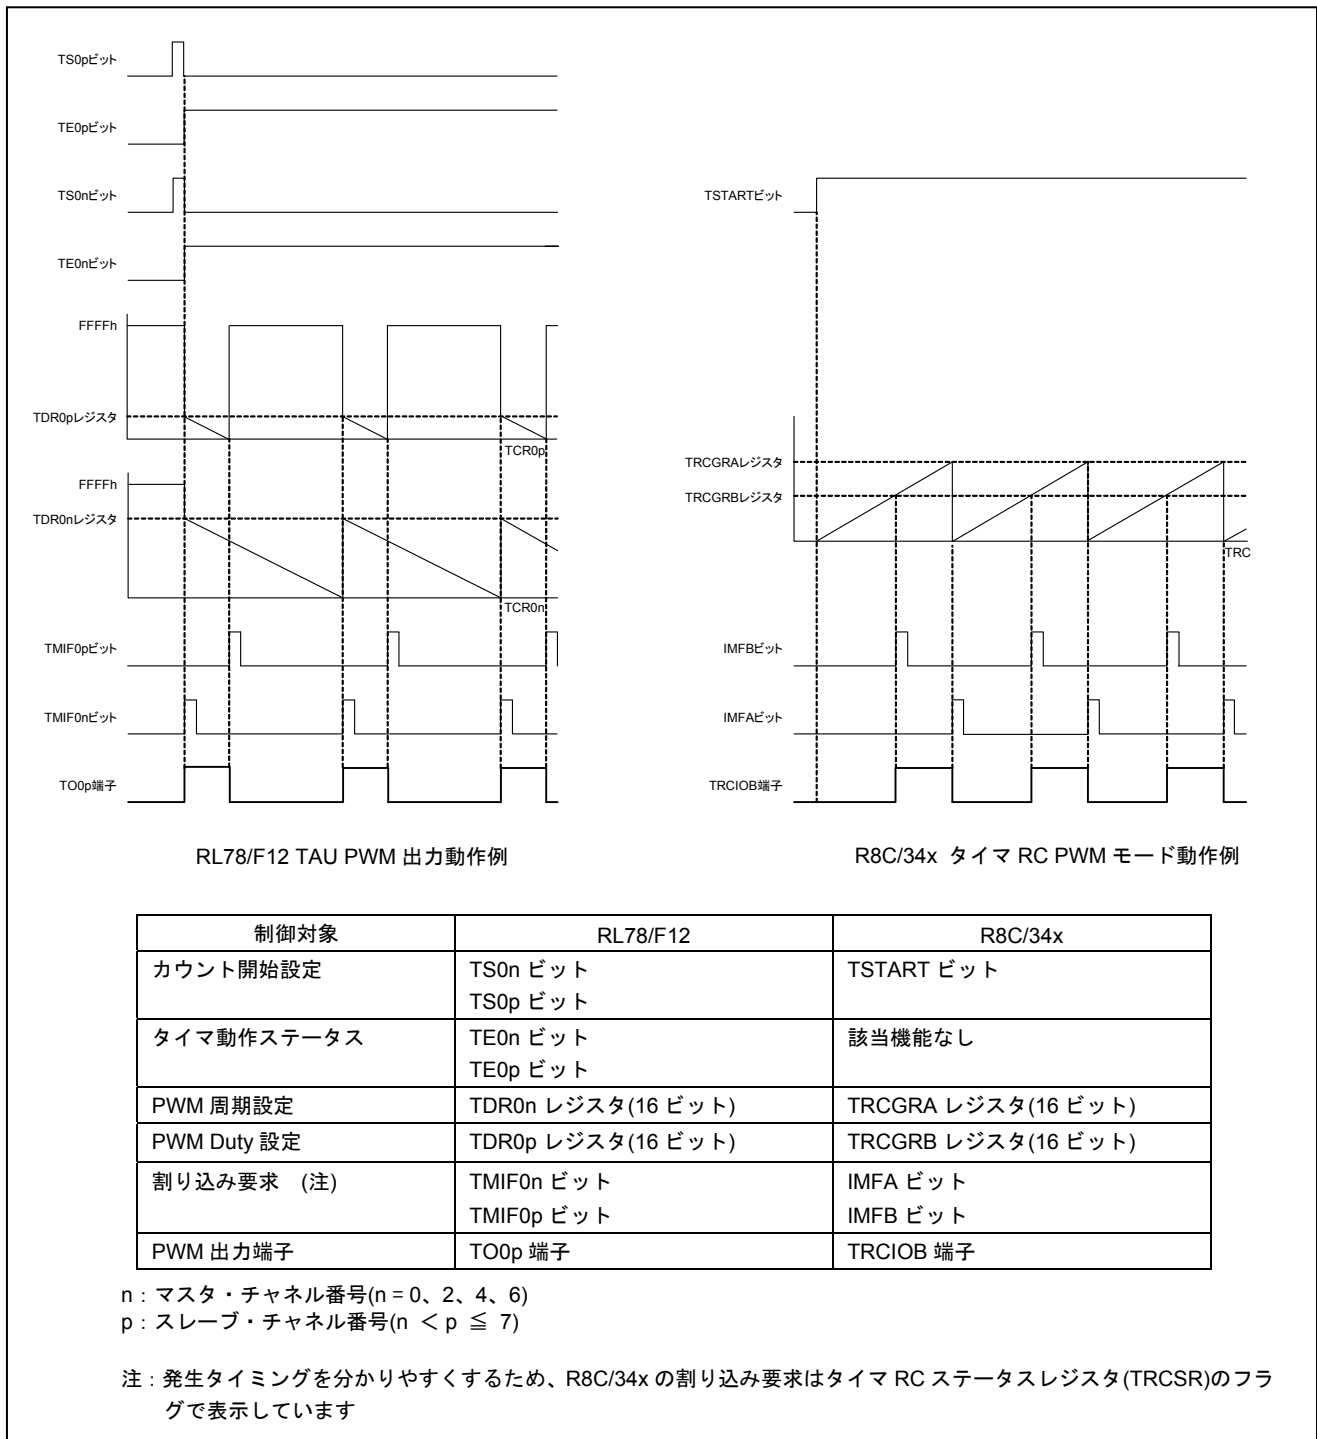 TS0pビット
TE0pビット
TS0nビット
TE0nビット
FFFFh
TDR0pレジスタ
TCR0p
FFFFh
TDR0nレジスタ
TCR0n
TMIF0pビット
TMIF0nビット
TO0p端子
RL78/F12 TAU PWM 出力動作例
TSTARTビット
TRCGRAレジスタ
TRCGRBレジスタ
TRC
IMFBビット
IMFAビット
TRCIOB端子
R8C/34x タイマ RC PWM モード動作例
制御対象 RL78/F12 R8C/34x
カウント開始設定 TS0n ビット TSTART ビット
TS0p ビット
タイマ動作ステータス TE0n ビット 該当機能なし
TE0p ビット
PWM 周期設定 TDR0n レジスタ(16 ビット) TRCGRA レジスタ(16 ビット)
PWM Duty 設定 TDR0p レジスタ(16 ビット) TRCGRB レジスタ(16 ビット)
割り込み要求 (注) TMIF0n ビット IMFA ビット
TMIF0p ビット IMFB ビット
PWM 出力端子 TO0p 端子 TRCIOB 端子
n：マスタ・チャネル番号(n = 0、2、4、6)
p：スレーブ・チャネル番号(n ＜ p ≦ 7)
注：発生タイミングを分かりやすくするため、R8C/34x の割り込み要求はタイマ RC ステータスレジスタ(TRCSR)のフラ
グで表示しています